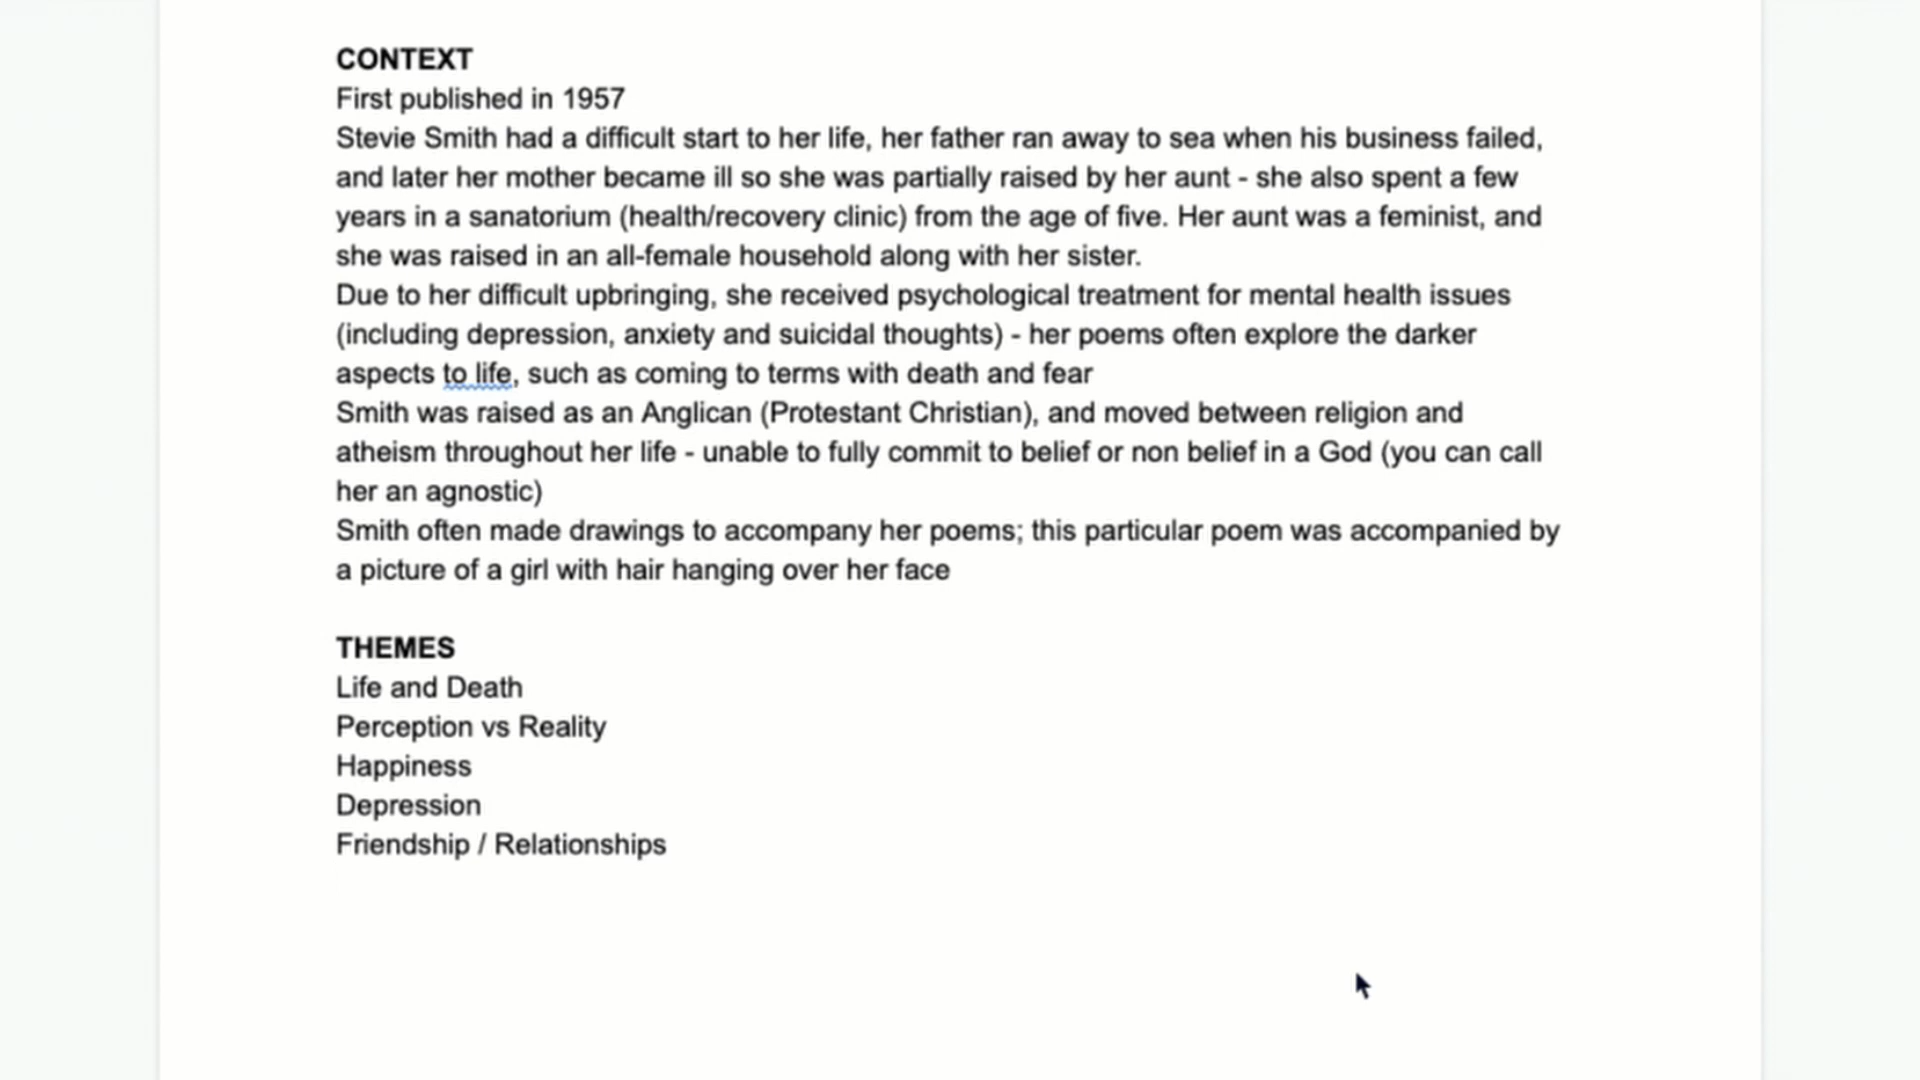 CONTEXT
First published in 1957
Stevie Smith had a difficult start to her life, her father ran away to sea when his business failed,
and later her mother became ill so she was partially raised by her aunt - she also spent a few
years in a sanatorium (health/recovery clinic) from the age of five. Her aunt was a feminist, and
she was raised in an all-female household along with her sister.
Due to her difficult upbringing, she received psychological treatment for mental health issues
(including depression, anxiety and suicidal thoughts) - her poems often explore the darker
aspects to life, such as coming to terms with death and fear
Smith was raised as an Anglican (Protestant Christian), and moved between religion and
atheism throughout her life - unable to fully commit to belief or non belief in a God (you can call
her an agnostic)
Smith often made drawings to accompany her poems; this particular poem was accompanied by
a picture of a girl with hair hanging over her face
THEMES
Life and Death
Perception vs Reality
Happiness
Depression
Friendship / Relationships